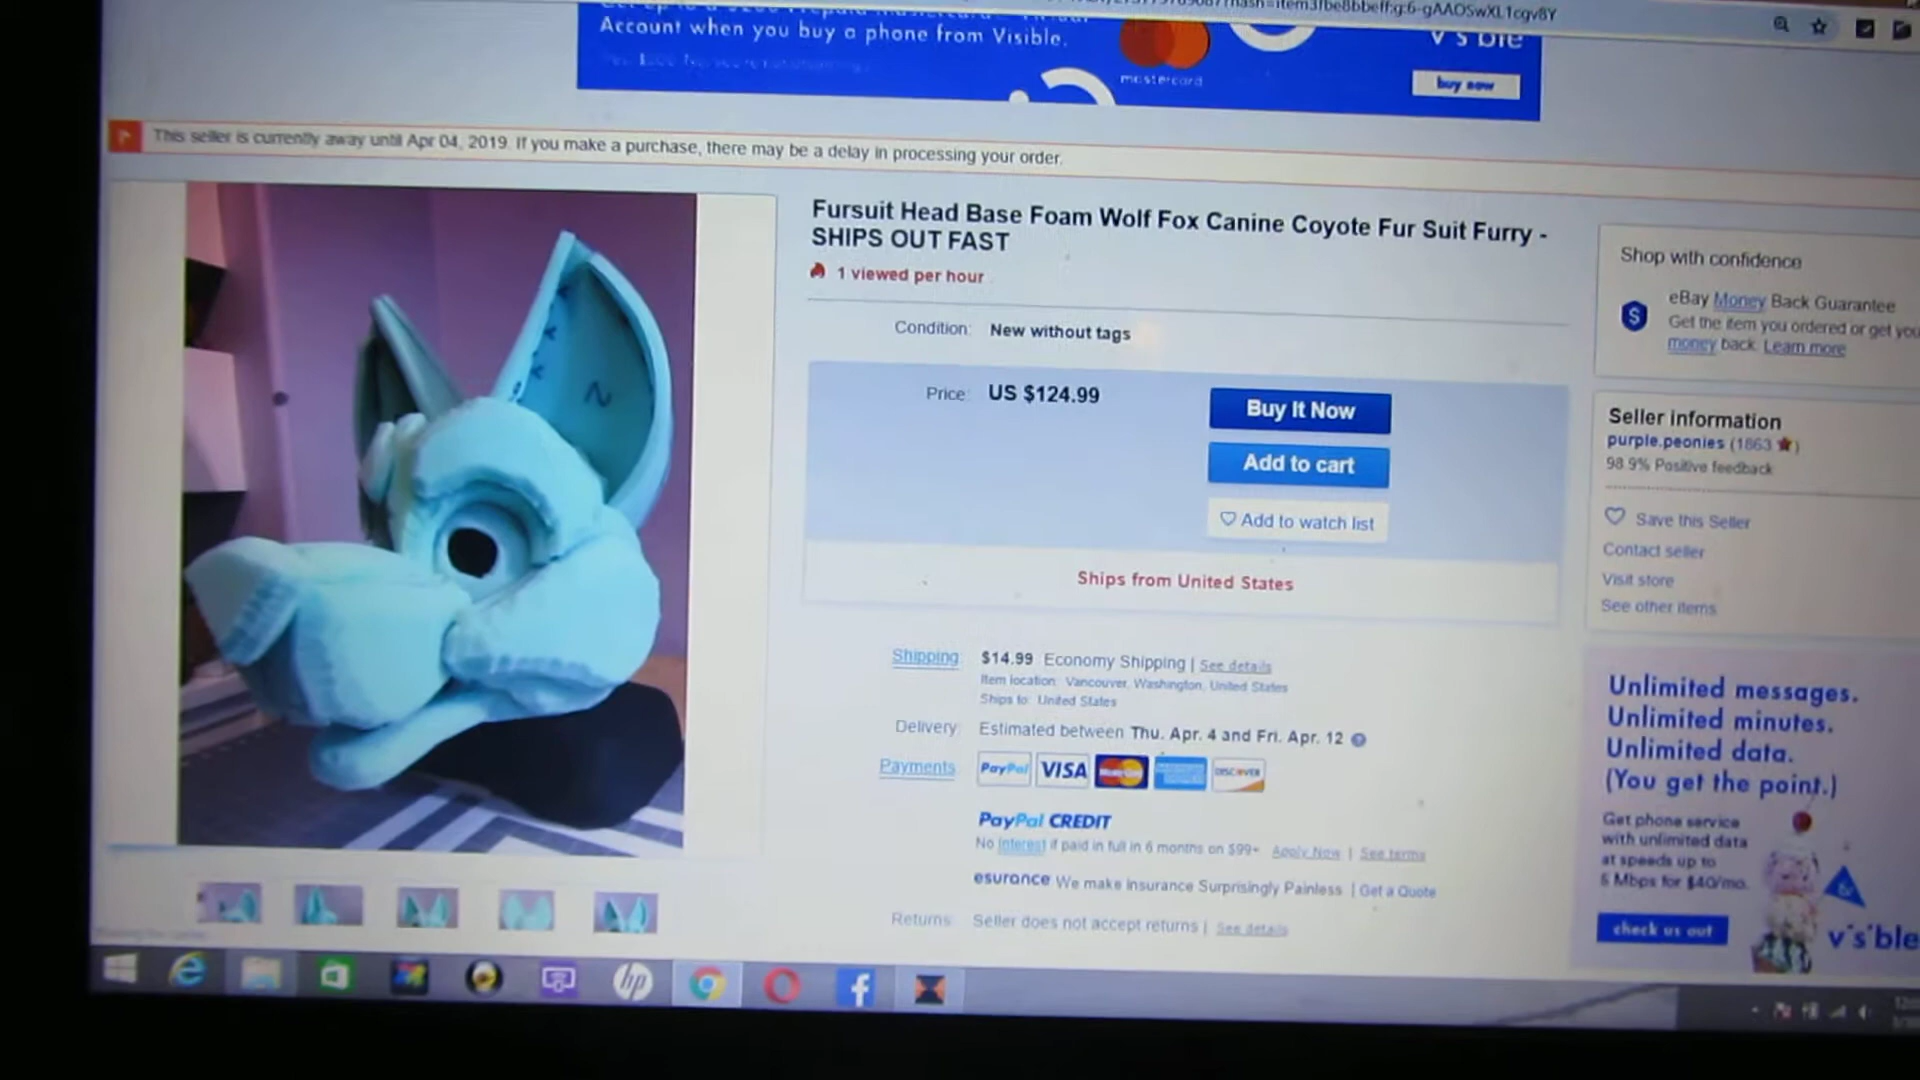 Account when you buy a phone from Visible.
mastercard
buy now
This seller is currently away until Apr 04, 2019. If you make a purchase, there may be a delay in processing your order.
Fursuit Head Base Foam Wolf Fox Canine Coyote Fur Suit Furry -
SHIPS OUT FAST
1 viewed per hour
Condition: New without tags
Price: US $124.99
Buy It Now
Add to cart
Add to watch list
Ships from United States
Shipping: $14.99 Economy Shipping | See details
Item location: Vancouver, Washington, United States
Ships to: United States
Delivery: Estimated between Thu. Apr. 4 and Fri. Apr. 12
Payments: PayPal VISA MasterCard DISCOVER
PayPal CREDIT
No Interest if paid in full in 6 months on $99+ Apply Now | See terms
esurance We make Insurance Surprisingly Painless | Get a Quote
Returns: Seller does not accept returns | See details
Shop with confidence
eBay Money Back Guarantee
Get the item you ordered or get you
money back. Learn more
Seller information
purple.peonies (1863)
98.9% Positive feedback
Save this Seller
Contact seller
Visit store
See other items
Unlimited messages.
Unlimited minutes.
Unlimited data.
(You get the point.)
Get phone service
with unlimited data
at speeds up to
5 Mbps for $40/mo.
check us out
v*s*ble
hp